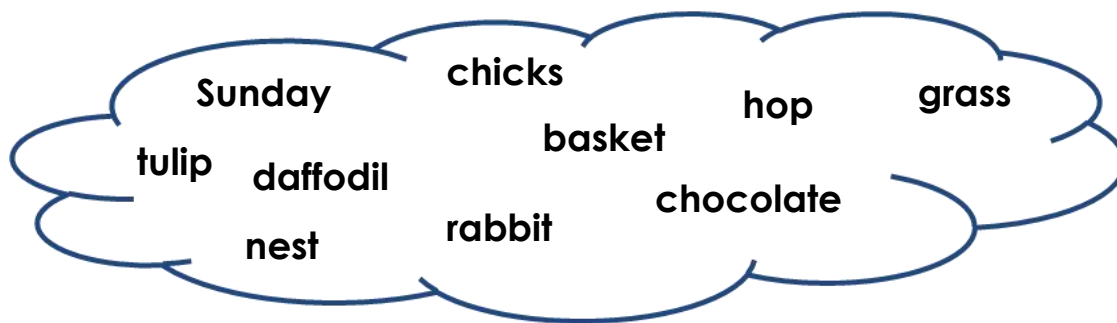 Sunday
chicks
hop
grass
basket
tulip
daffodil
chocolate
rabbit
nest